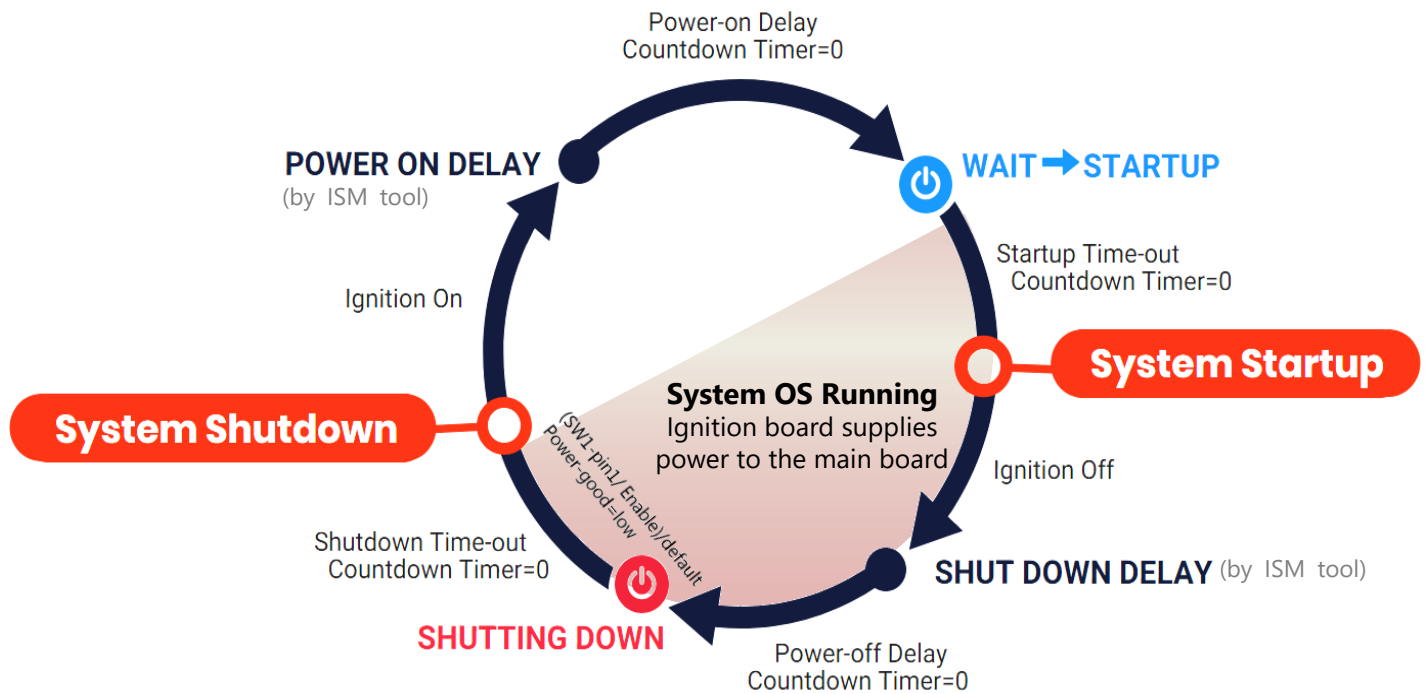 Power-on Delay
Countdown Timer=0
POWER ON DELAY
(by ISM tool)
WAIT STARTUP
Startup Time-out
Countdown Timer=0
Ignition On
System Startup
System OS Running
Ignition board supplies
power to the main board
System Shutdown
(SW1-pin1/ Enable)/default
Power-good=low
Ignition Off
Shutdown Time-out
Countdown Timer=0
SHUT DOWN DELAY (by ISM tool)
SHUTTING DOWN
Power-off Delay
Countdown Timer=0